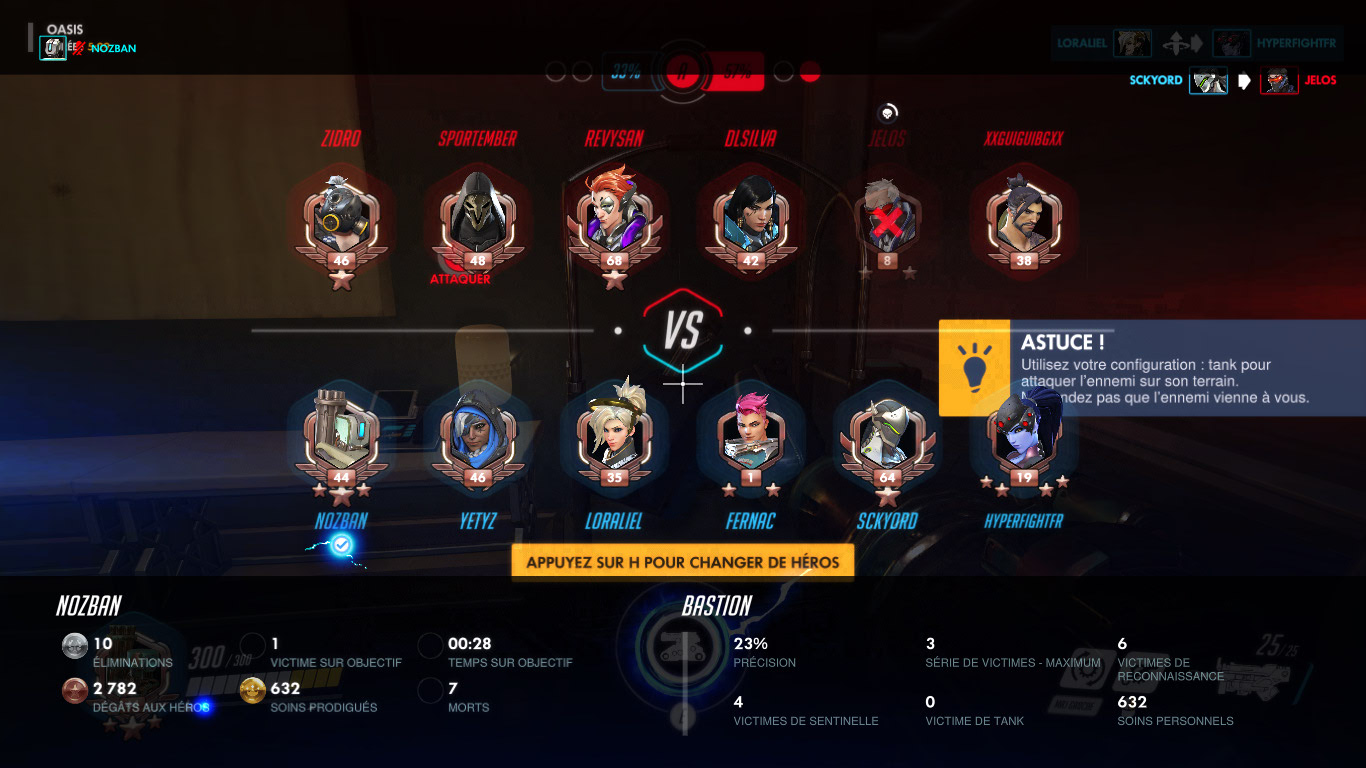 OASIS
NOZBAN
LORALIEL HYPERFIGHTFR
SCKYORD JELOS
33% A 57%
ZIDRO SPORTEMBER REVYSAN DLSILVA JELOS XXGUIGUIBGXX
46 48 68 42 8 38
ATTAQUER
VS
ASTUCE !
Utilisez votre configuration : tank pour
attaquer l'ennemi sur son terrain.
ndez pas que l'ennemi vienne à vous.
44 46 35 1 64 19
NOZBAN YETYZ LORALIEL FERNAC SCKYORD HYPERFIGHTFR
APPUYEZ SUR H POUR CHANGER DE HÉROS
NOZBAN
10
ÉLIMINATIONS
1
VICTIME SUR OBJECTIF
00:28
TEMPS SUR OBJECTIF
2 782
DÉGÂTS AUX HÉROS
632
SOINS PRODIGUÉS
7
MORTS
300/300
BASTION
23%
PRÉCISION
3
SÉRIE DE VICTIMES - MAXIMUM
6
VICTIMES DE
RECONNAISSANCE
4
VICTIMES DE SENTINELLE
0
VICTIME DE TANK
632
SOINS PERSONNELS
25/25